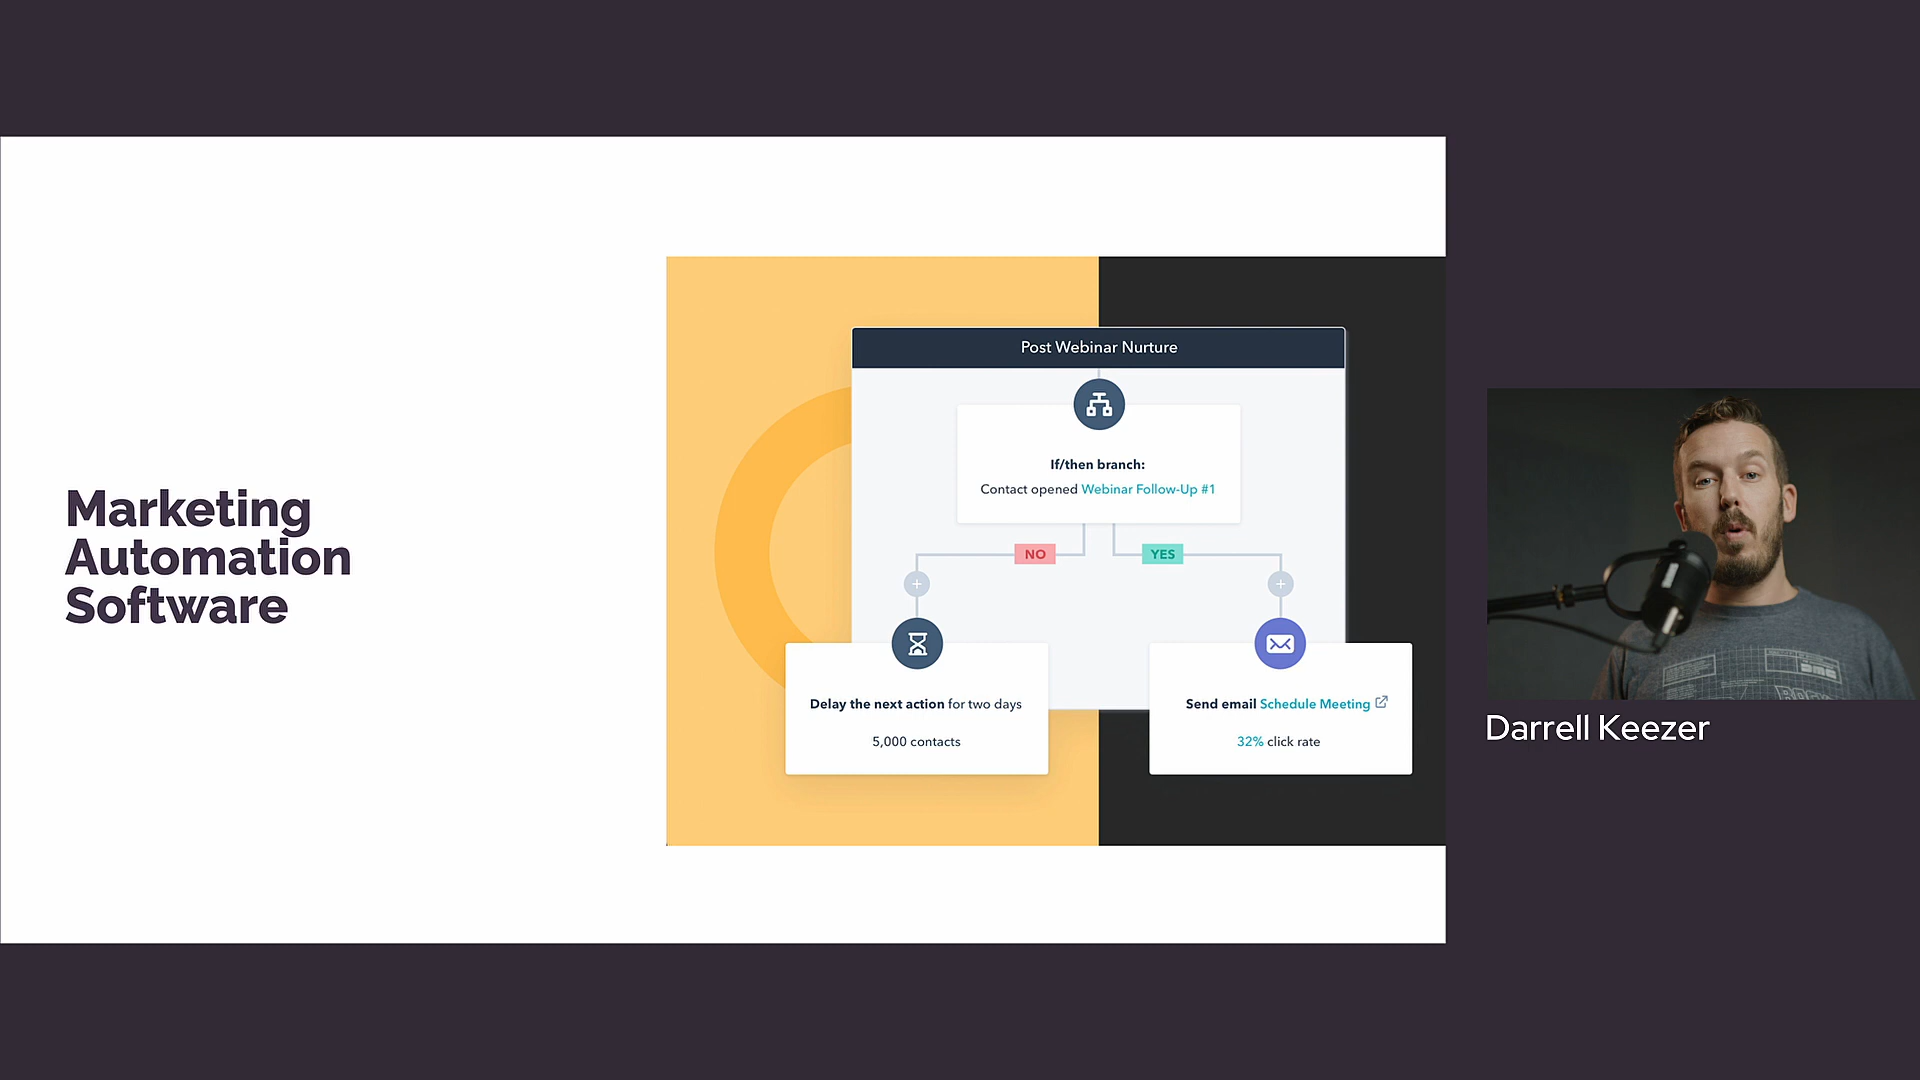 Marketing
Automation
Software
Post Webinar Nurture
If/then branch:
Contact opened Webinar Follow-Up #1
NO
YES
Delay the next action for two days
5,000 contacts
Send email Schedule Meeting
32% click rate
Darrell Keezer